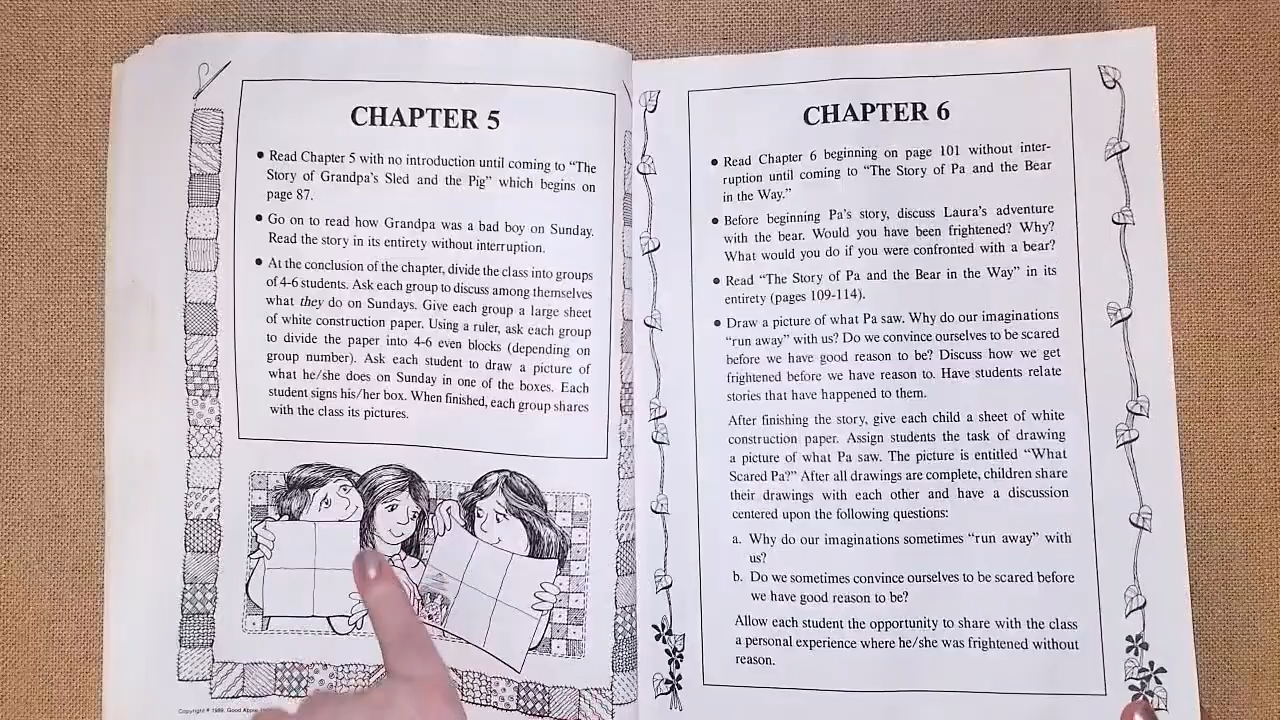 CHAPTER 5
• Read Chapter 5 with no introduction until coming to “The
Story of Grandpa's Sled and the Pig” which begins on
page 87.
• Go on to read how Grandpa was a bad boy on Sunday.
Read the story in its entirety without interruption.
• At the conclusion of the chapter, divide the class into groups
of 4-6 students. Ask each group to discuss among themselves
what they do on Sundays. Give each group a large sheet
of white construction paper. Using a ruler, ask each group
to divide the paper into 4-6 even blocks (depending on
group number). Ask each student to draw a picture of
what he/she does on Sunday in one of the boxes. Each
student signs his/her box. When finished, each group shares
with the class its pictures.
Copyright © 1989, Good Apple,
CHAPTER 6
• Read Chapter 6 beginning on page 101 without inter-
ruption until coming to “The Story of Pa and the Bear
in the Way.”
• Before beginning Pa's story, discuss Laura's adventure
with the bear. Would you have been frightened? Why?
What would you do if you were confronted with a bear?
• Read “The Story of Pa and the Bear in the Way” in its
entirety (pages 109-114).
• Draw a picture of what Pa saw. Why do our imaginations
“run away” with us? Do we convince ourselves to be scared
before we have good reason to be? Discuss how we get
frightened before we have reason to. Have students relate
stories that have happened to them.
After finishing the story, give each child a sheet of white
construction paper. Assign students the task of drawing
a picture of what Pa saw. The picture is entitled “What
Scared Pa?” After all drawings are complete, children share
their drawings with each other and have a discussion
centered upon the following questions:
a. Why do our imaginations sometimes “run away” with
us?
b. Do we sometimes convince ourselves to be scared before
we have good reason to be?
Allow each student the opportunity to share with the class
a personal experience where he/she was frightened without
reason.